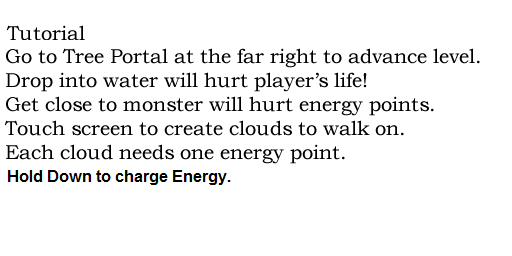 Tutorial
Go to Tree Portal at the far right to advance level.
Drop into water will hurt player’s life!
Get close to monster will hurt energy points.
Touch screen to create clouds to walk on.
Each cloud needs one energy point.
Hold Down to charge Energy.